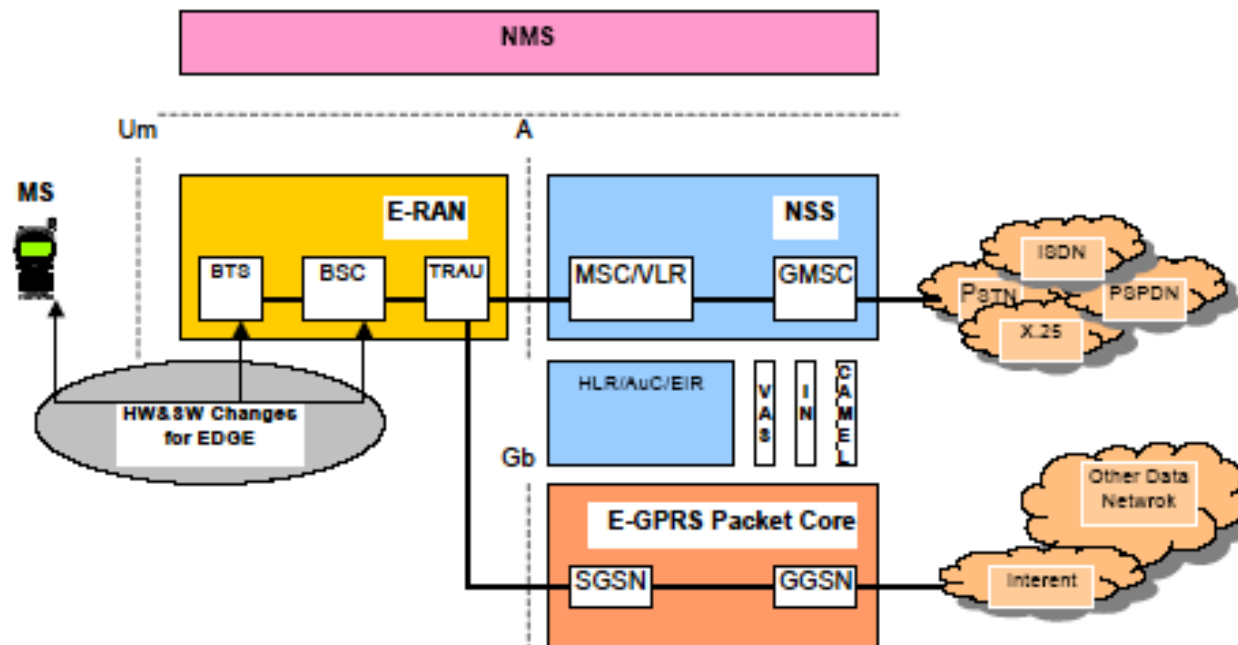 NMS
Um
A
MS
E-RAN
NSS
BTS
BSC
TRAU
MSC/VLR
GMSC
ISDN
PSTN
PSPDN
X.25
HLR/AuC/EIR
VAS
IN
CAMEL
HW&SW Changes
for EDGE
Gb
E-GPRS Packet Core
SGSN
GGSN
Other Data
Netwrok
Interent